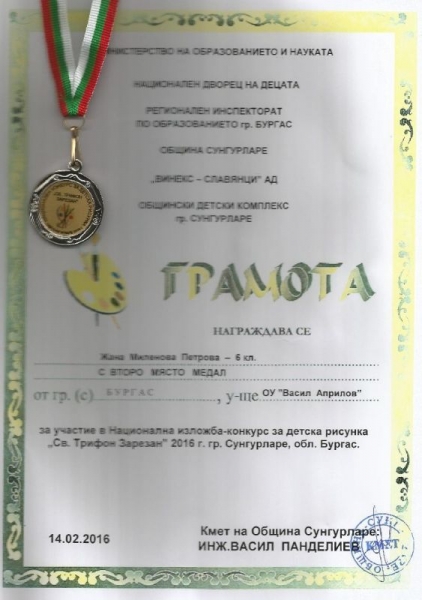 МИНИСТЕРСТВО НА ОБРАЗОВАНИЕТО И НАУКАТА
НАЦИОНАЛЕН ДВОРЕЦ НА ДЕЦАТА
РЕГИОНАЛЕН ИНСПЕКТОРАТ
ПО ОБРАЗОВАНИЕТО гр. БУРГАС
ОБЩИНА СУНГУРЛАРЕ
„ВИНЕКС – СЛАВЯНЦИ" АД
ОБЩИНСКИ ДЕТСКИ КОМПЛЕКС
гр. СУНГУРЛАРЕ
ГРАМОТА
НАГРАЖДАВА СЕ
Жана Миленова Петрова – 6 кл.
С ВТОРО МЯСТО МЕДАЛ
от гр. (с) БУРГАС, у-ще ОУ "Васил Априлов"
за участие в Национална изложба-конкурс за детска рисунка
„Св. Трифон Зарезан" 2016 г. гр. Сунгурларе, обл. Бургас.
14.02.2016
Кмет на Община Сунгурларе:
ИНЖ.ВАСИЛ ПАНДЕЛИЕВ
КМЕТ